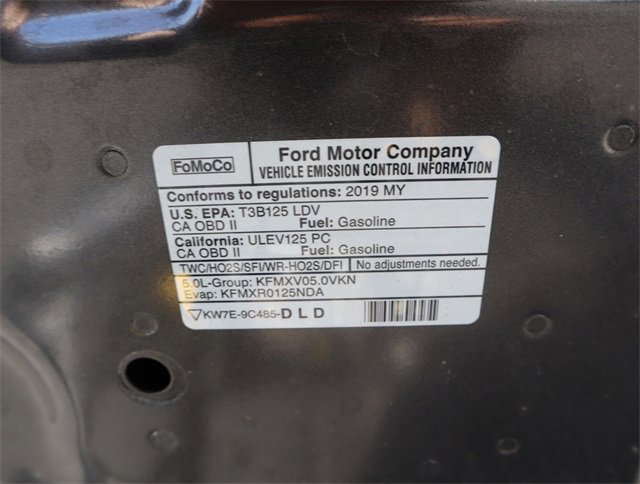 FoMoCo
Ford Motor Company
VEHICLE EMISSION CONTROL INFORMATION
Conforms to regulations: 2019 MY
U.S. EPA: T3B125 LDV
CA OBD II Fuel: Gasoline
California: ULEV125 PC
CA OBD II Fuel: Gasoline
TWC/HO2S/SFI/WR-HO2S/DFI No adjustments needed.
5.0L-Group: KFMXV05.0VKN
Evap: KFMXR0125NDA
KW7E-9C485-DLD